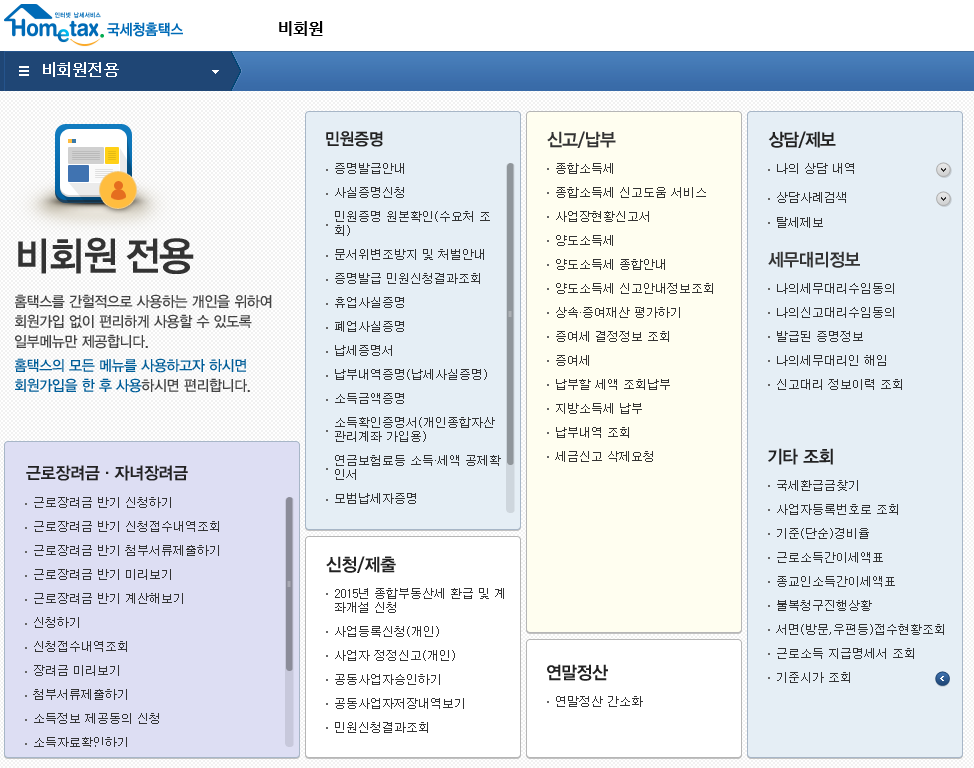 인터넷 납세서비스
Hometax. 국세청홈택스
비회원
비회원전용
비회원 전용
홈택스를 간헐적으로 사용하는 개인을 위하여
회원가입 없이 편리하게 사용할 수 있도록
일부메뉴만 제공합니다.
홈택스의 모든 메뉴를 사용하고자 하시면
회원가입을 한 후 사용하시면 편리합니다.
근로장려금 · 자녀장려금
· 근로장려금 반기 신청하기
· 근로장려금 반기 신청접수내역조회
· 근로장려금 반기 첨부서류제출하기
· 근로장려금 반기 미리보기
· 근로장려금 반기 계산해보기
· 신청하기
· 신청접수내역조회
· 장려금 미리보기
· 첨부서류제출하기
· 소득정보 제공동의 신청
· 소득자료확인하기
민원증명
· 증명발급안내
· 사실증명신청
· 민원증명 원본확인(수요처 조
회)
· 문서위변조방지 및 처벌안내
· 증명발급 민원신청결과조회
· 휴업사실증명
· 폐업사실증명
· 납세증명서
· 납부내역증명(납세사실증명)
· 소득금액증명
· 소득확인증명서(개인종합자산
관리계좌 가입용)
· 연금보험료등 소득·세액 공제확
인서
· 모범납세자증명
신청/제출
· 2015년 종합부동산세 환급 및 계
좌개설 신청
· 사업등록신청(개인)
· 사업자 정정신고(개인)
· 공동사업자승인하기
· 공동사업자저장내역보기
· 민원신청결과조회
신고/납부
· 종합소득세
· 종합소득세 신고도움 서비스
· 사업장현황신고서
· 양도소득세
· 양도소득세 종합안내
· 양도소득세 신고안내정보조회
· 상속·증여재산 평가하기
· 증여세 결정정보 조회
· 증여세
· 납부할 세액 조회납부
· 지방소득세 납부
· 납부내역 조회
· 세금신고 삭제요청
연말정산
· 연말정산 간소화
상담/제보
· 나의 상담 내역
· 상담사례검색
· 탈세제보
세무대리정보
· 나의세무대리수임동의
· 나의신고대리수임동의
· 발급된 증명정보
· 나의세무대리인 해임
· 신고대리 정보이력 조회
기타 조회
· 국세환급금찾기
· 사업자등록번호로 조회
· 기준(단순)경비율
· 근로소득간이세액표
· 종교인소득간이세액표
· 불복청구진행상황
· 서면(방문,우편등)접수현황조회
· 근로소득 지급명세서 조회
· 기준시가 조회